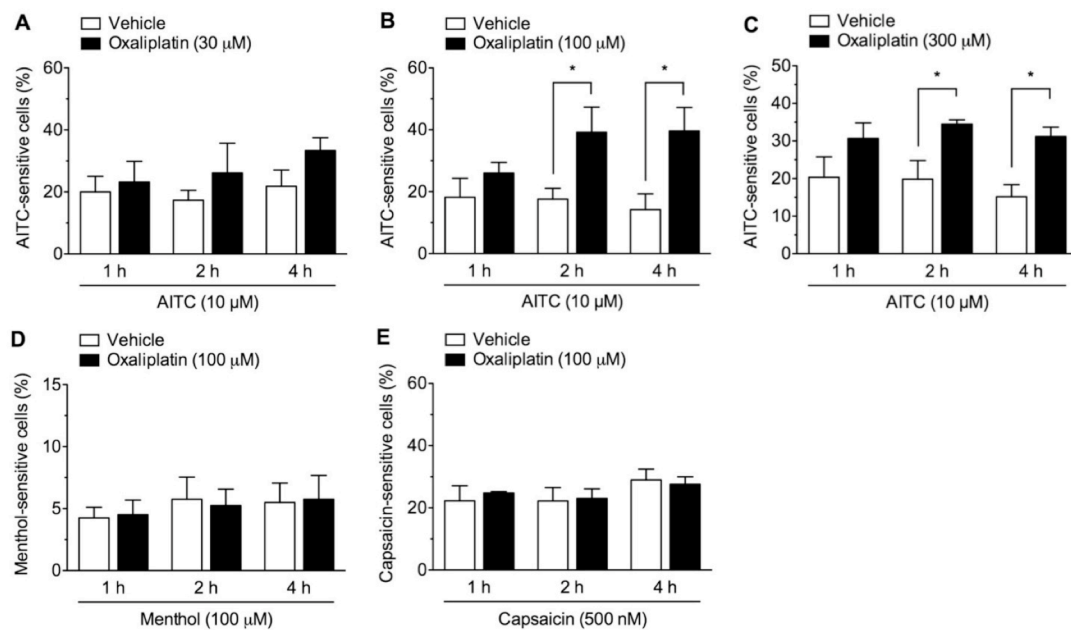 A
Vehicle
Oxaliplatin (30 μM)
AITC-sensitive cells (%)
60
40
20
0
1 h 2 h 4 h
AITC (10 μM)
B
Vehicle
Oxaliplatin (100 μM)
AITC-sensitive cells (%)
60
40
20
0
* *
1 h 2 h 4 h
AITC (10 μM)
C
Vehicle
Oxaliplatin (300 μM)
AITC-sensitive cells (%)
50
40
30
20
10
0
* *
1 h 2 h 4 h
AITC (10 μM)
D
Vehicle
Oxaliplatin (100 μM)
Menthol-sensitive cells (%)
15
10
5
0
1 h 2 h 4 h
Menthol (100 μM)
E
Vehicle
Oxaliplatin (100 μM)
Capsaicin-sensitive cells (%)
60
40
20
0
1 h 2 h 4 h
Capsaicin (500 nM)